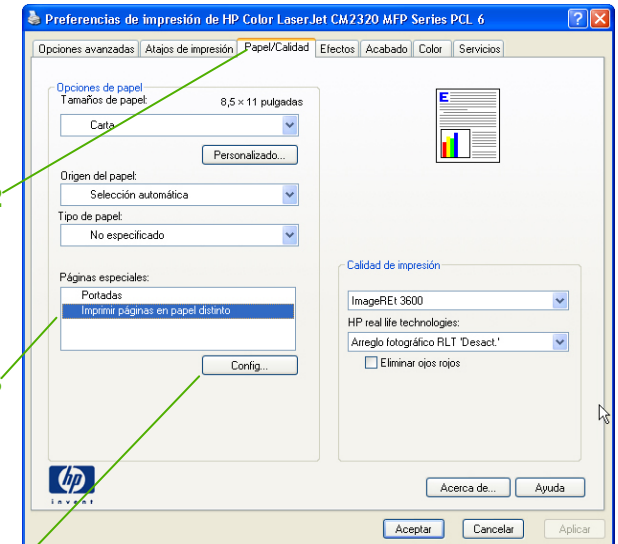 Preferencias de impresión de HP Color LaserJet CM2320 MFP Series PCL 6
Opciones avanzadas Atajos de impresión Papel/Calidad Efectos Acabado Color Servicios
Opciones de papel
Tamaños de papel: 8,5 × 11 pulgadas
Carta
Personalizado...
Origen del papel:
Selección automática
Tipo de papel:
No especificado
Páginas especiales:
Portadas
Imprimir páginas en papel distinto
Config...
E
Calidad de impresión
ImageREt 3600
HP real life technologies:
Arreglo fotográfico RLT 'Desact.'
Eliminar ojos rojos
hp
invent
Acerca de... Ayuda
Aceptar Cancelar Aplicar